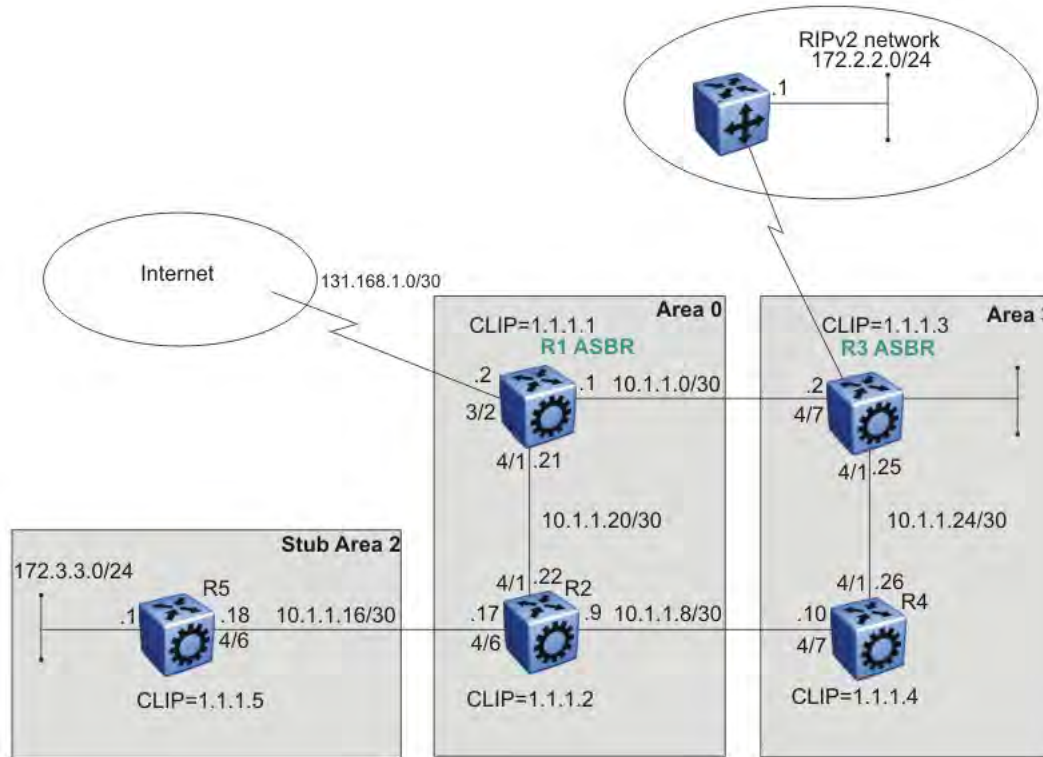 RIPv2 network
172.2.2.0/24
.1
Internet
131.168.1.0/30
Area 0
CLIP=1.1.1.1
R1 ASBR
.2
3/2
.1
10.1.1.0/30
4/1
.21
10.1.1.20/30
Area 3
CLIP=1.1.1.3
R3 ASBR
.2
4/7
4/1
.25
10.1.1.24/30
Stub Area 2
172.3.3.0/24
R5
.1
.18
4/6
10.1.1.16/30
CLIP=1.1.1.5
4/1
.22
R2
.17
4/6
.9
10.1.1.8/30
CLIP=1.1.1.2
4/1
.26
R4
.10
4/7
CLIP=1.1.1.4